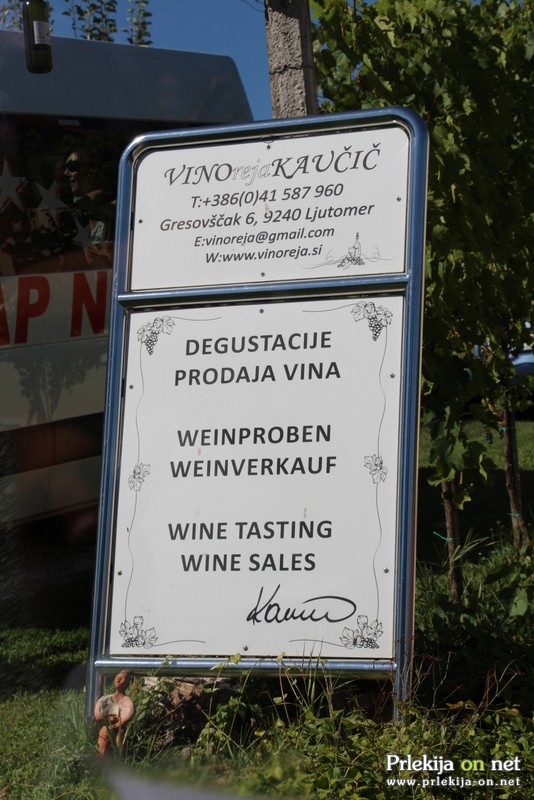 VINOrejaKAUČIČ
T:+386(0)41 587 960
Gresovščak 6, 9240 Ljutomer
E:vinoreja@gmail.com
W:www.vinoreja.si
DEGUSTACIJE
PRODAJA VINA
WEINPROBEN
WEINVERKAUF
WINE TASTING
WINE SALES
AP N
Prlekija on net
www.prlekija-on.net